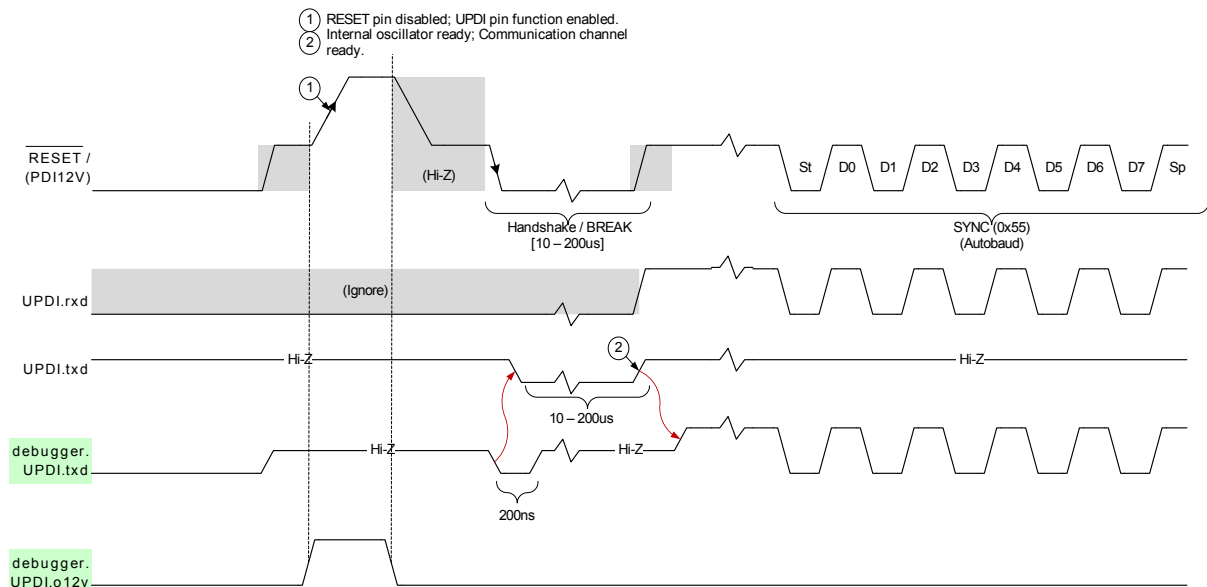 1 RESET pin disabled; UPDI pin function enabled.
2 Internal oscillator ready; Communication channel
ready.
1
RESET /
(PDI12V)
(Hi-Z)
St D0 D1 D2 D3 D4 D5 D6 D7 Sp
Handshake / BREAK
[10 – 200us]
SYNC (0x55)
(Autobaud)
(Ignore)
UPDI.rxd
2
Hi-Z
Hi-Z
UPDI.txd
10 – 200us
debugger.
UPDI.txd
Hi-Z
Hi-Z
200ns
debugger.
UPDI.o12v